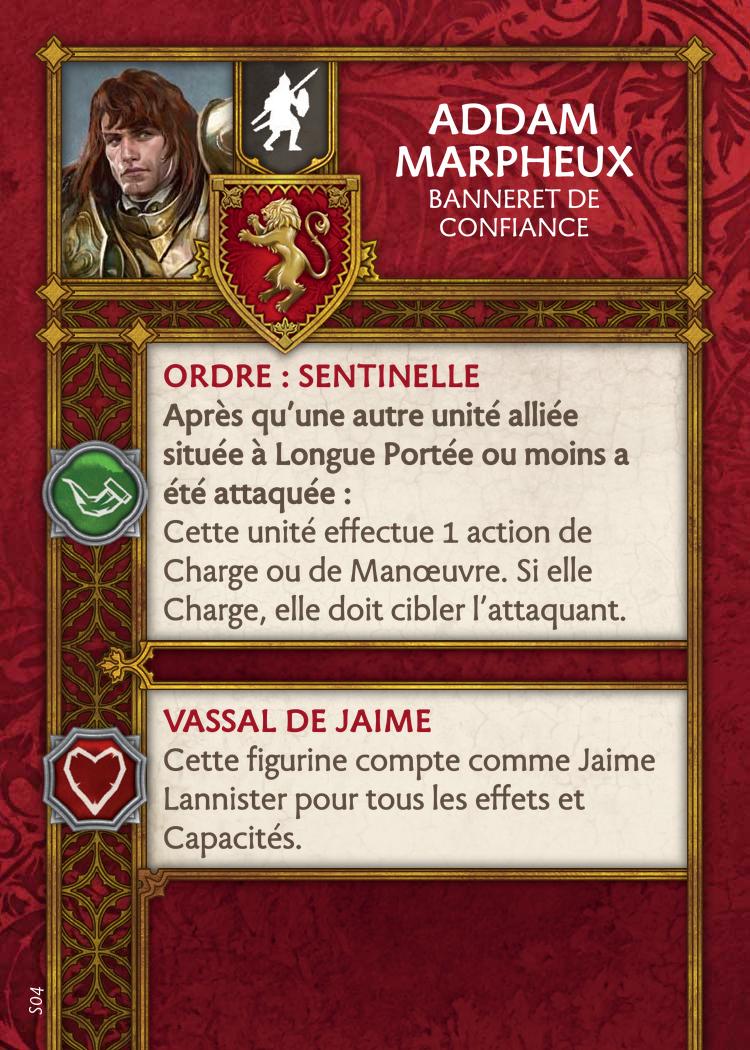 ADDAM
MARPHEUX
BANNERET DE
CONFIANCE
ORDRE : SENTINELLE
Après qu'une autre unité alliée
située à Longue Portée ou moins a
été attaquée :
Cette unité effectue 1 action de
Charge ou de Manœuvre. Si elle
Charge, elle doit cibler l'attaquant.
VASSAL DE JAIME
Cette figurine compte comme Jaime
Lannister pour tous les effets et
Capacités.
S04